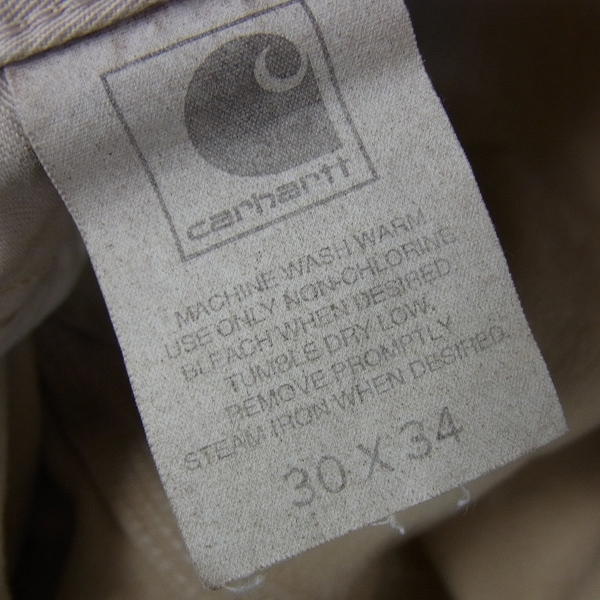 carhartt
MACHINE WASH WARM
USE ONLY NON-CHLORINE
BLEACH WHEN DESIRED
TUMBLE DRY LOW.
REMOVE PROMPTLY
STEAM IRON WHEN DESIRED.
30 X 34